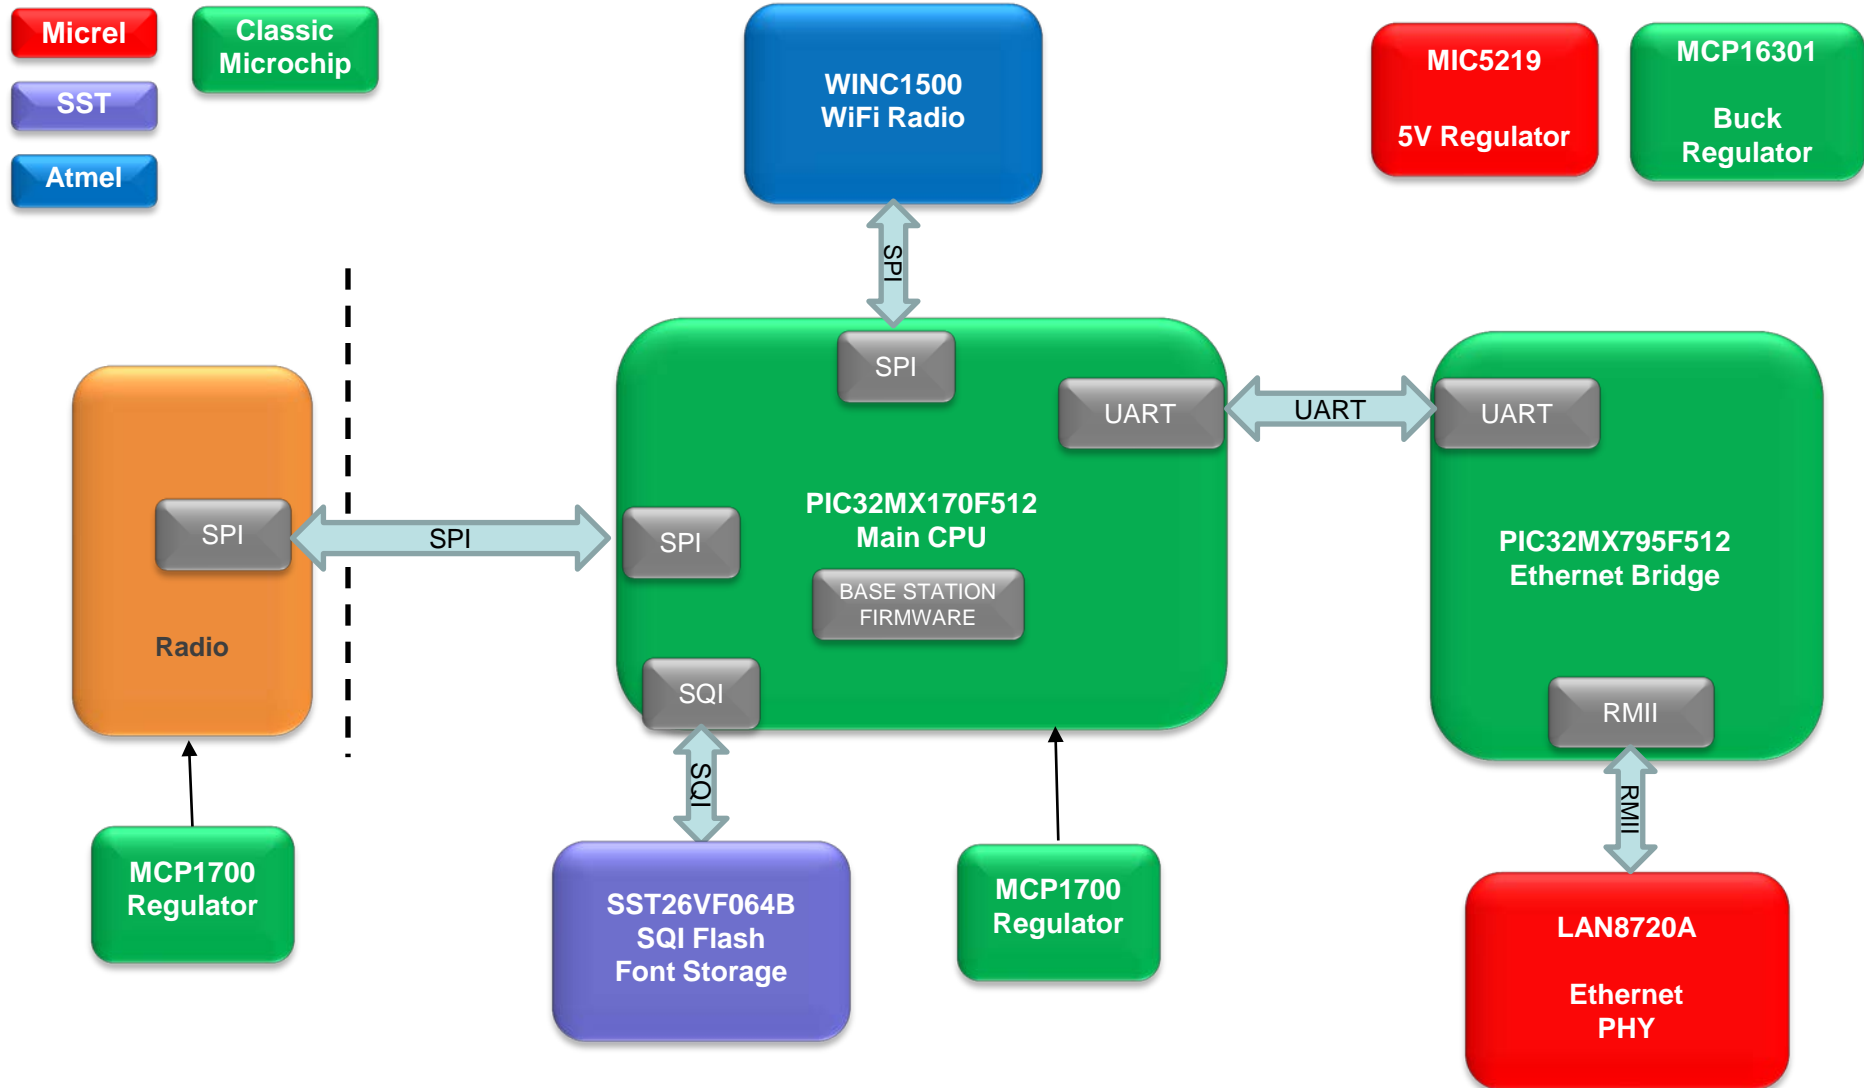 Micrel
Classic
Microchip
SST
Atmel
WINC1500
WiFi Radio
MIC5219
5V Regulator
MCP16301
Buck
Regulator
SPI
SPI
UART
UART
UART
SPI
SPI
SPI
PIC32MX170F512
Main CPU
BASE STATION
FIRMWARE
PIC32MX795F512
Ethernet Bridge
Radio
SQI
RMII
SQI
RMII
MCP1700
Regulator
SST26VF064B
SQI Flash
Font Storage
MCP1700
Regulator
LAN8720A
Ethernet
PHY